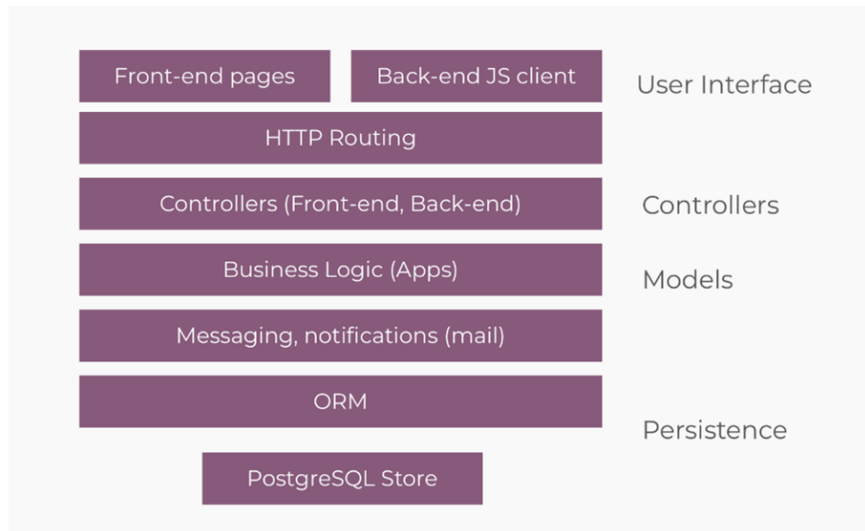 Front-end pages
Back-end JS client
User Interface
HTTP Routing
Controllers (Front-end, Back-end)
Controllers
Business Logic (Apps)
Models
Messaging, notifications (mail)
ORM
Persistence
PostgreSQL Store